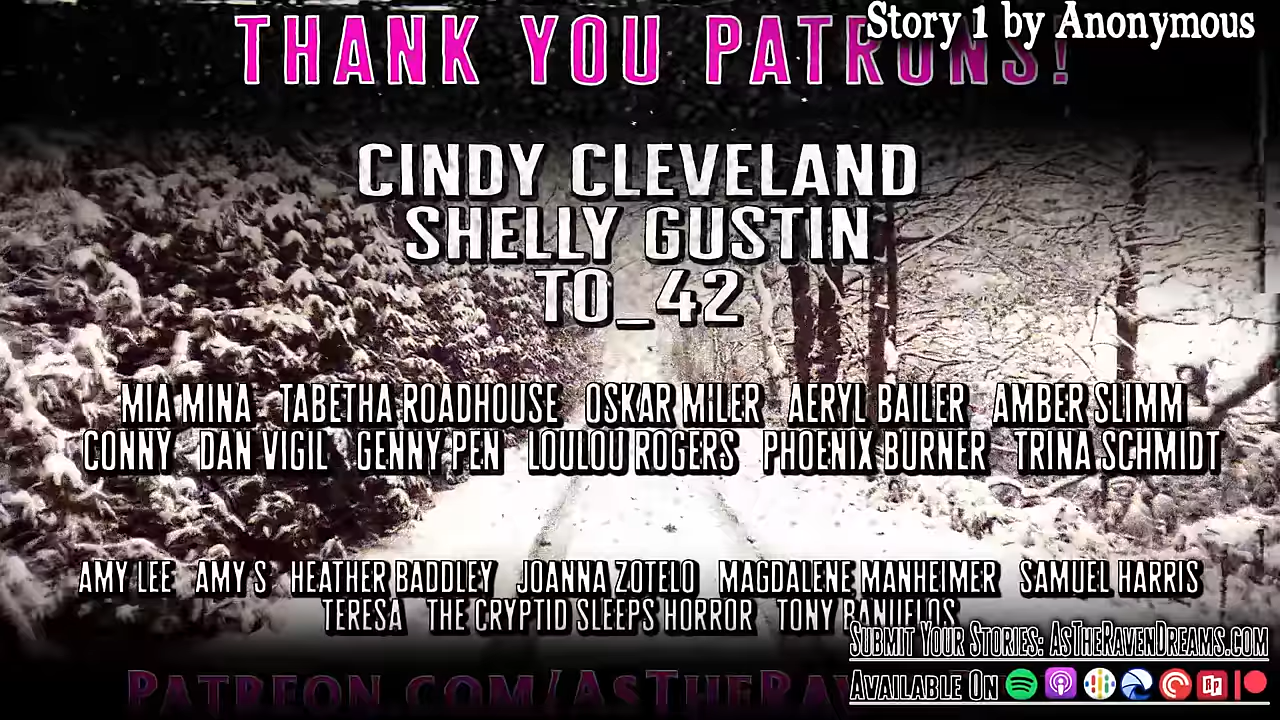 Story 1 by Anonymous
THANK YOU PATRONS!
CINDY CLEVELAND
SHELLY GUSTIN
TO_42
MIA MINA TABETHA ROADHOUSE OSKAR MILER AERYL BAILER AMBER SLIMM
CONNY DAN VIGIL GENNY PEN LOULOU ROGERS PHOENIX BURNER TRINA SCHMIDT
AMY LEE AMY S HEATHER BADDLEY JOANNA ZOTELO MAGDALENE MANHEIMER SAMUEL HARRIS
TERESA THE CRYPTID SLEEPS HORROR TONY BANUELOS
SUBMIT YOUR STORIES: ASTHERAVENDREAMS.COM
PATREON.COM/ASTHERAV
AVAILABLE ON